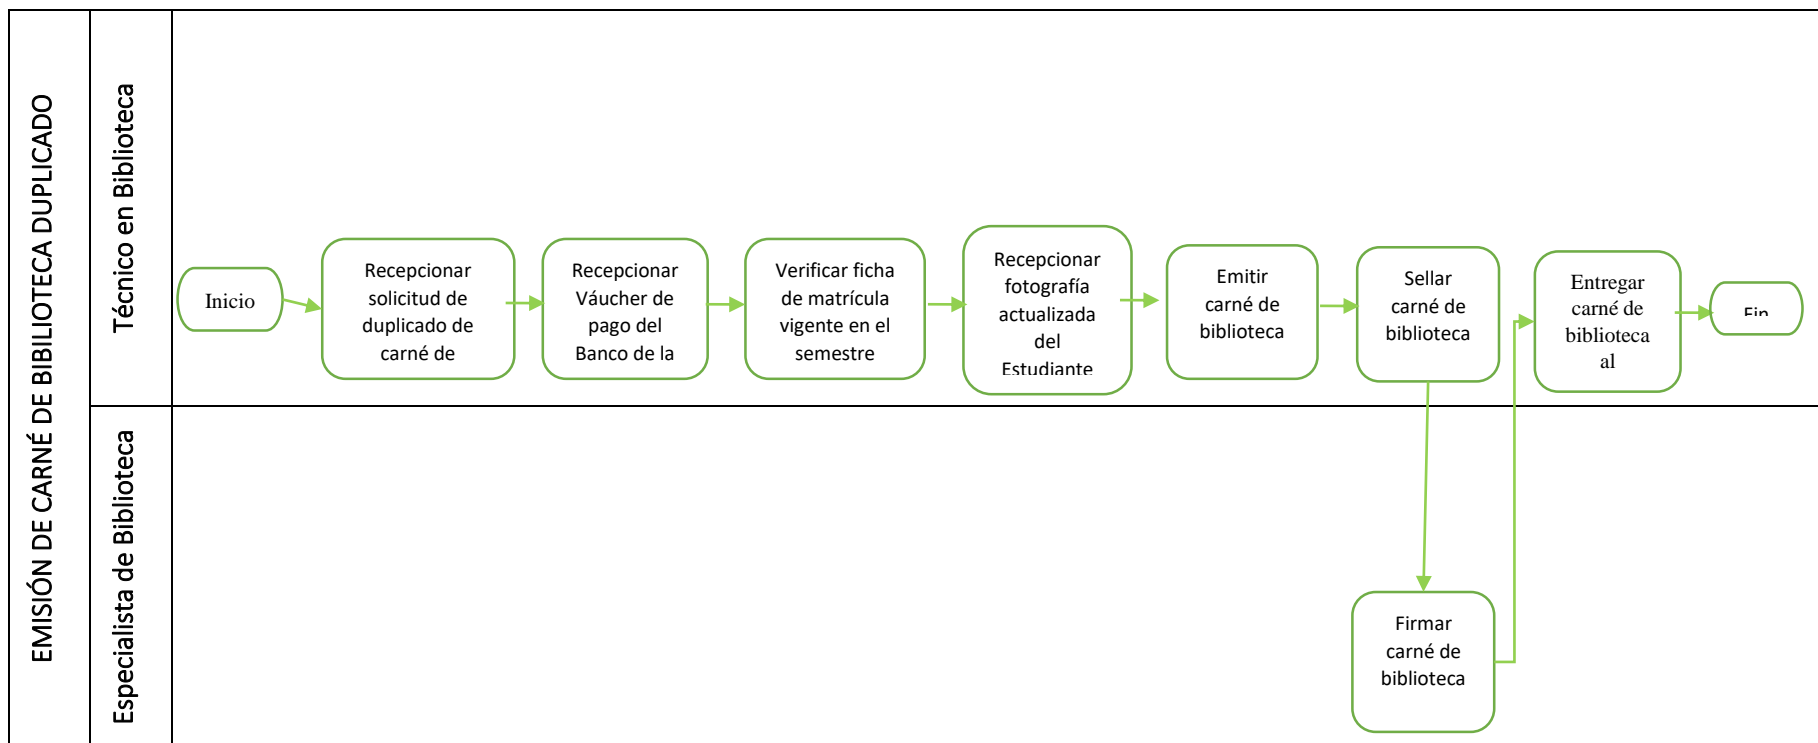 EMISIÓN DE CARNÉ DE BIBILIOTECA DUPLICADO
Técnico en Biblioteca
Inicio
Recepcionar
solicitud de
duplicado de
carné de
Recepcionar
Váucher de
pago del
Banco de la
Verificar ficha
de matrícula
vigente en el
semestre
Recepcionar
fotografía
actualizada
del
Estudiante
Emitir
carné de
biblioteca
Sellar
carné de
biblioteca
Entregar
carné de
biblioteca
al
Fin
Especialista de Biblioteca
Firmar
carné de
biblioteca